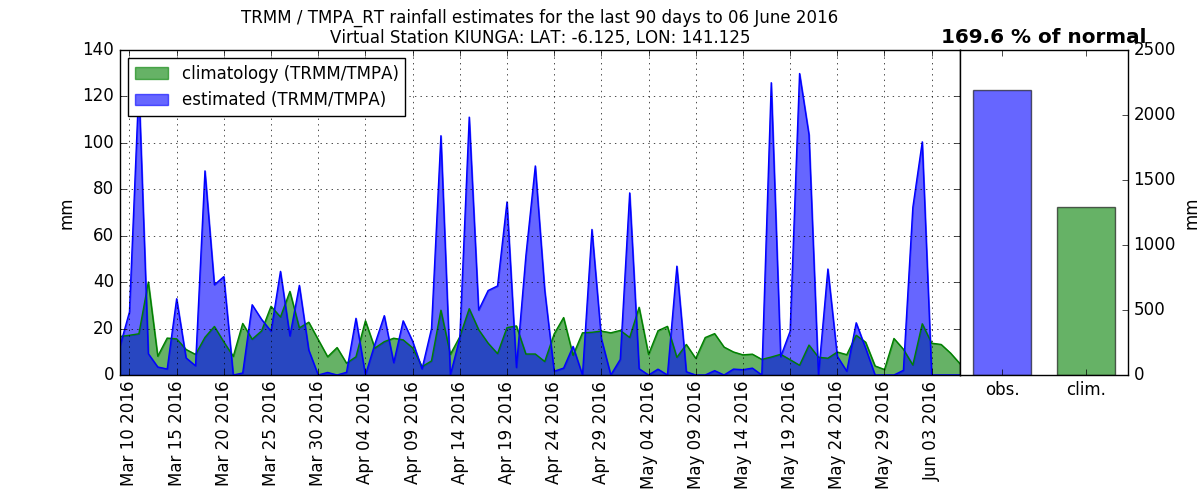 TRMM / TMPA_RT rainfall estimates for the last 90 days to 06 June 2016
Virtual Station KIUNGA: LAT: -6.125, LON: 141.125
169.6 % of normal
climatology (TRMM/TMPA)
estimated (TRMM/TMPA)
140
120
100
80
60
40
20
0
mm
Mar 10 2016
Mar 15 2016
Mar 20 2016
Mar 25 2016
Mar 30 2016
Apr 04 2016
Apr 09 2016
Apr 14 2016
Apr 19 2016
Apr 24 2016
Apr 29 2016
May 04 2016
May 09 2016
May 14 2016
May 19 2016
May 24 2016
May 29 2016
Jun 03 2016
obs.
clim.
2500
2000
1500
1000
500
0
mm